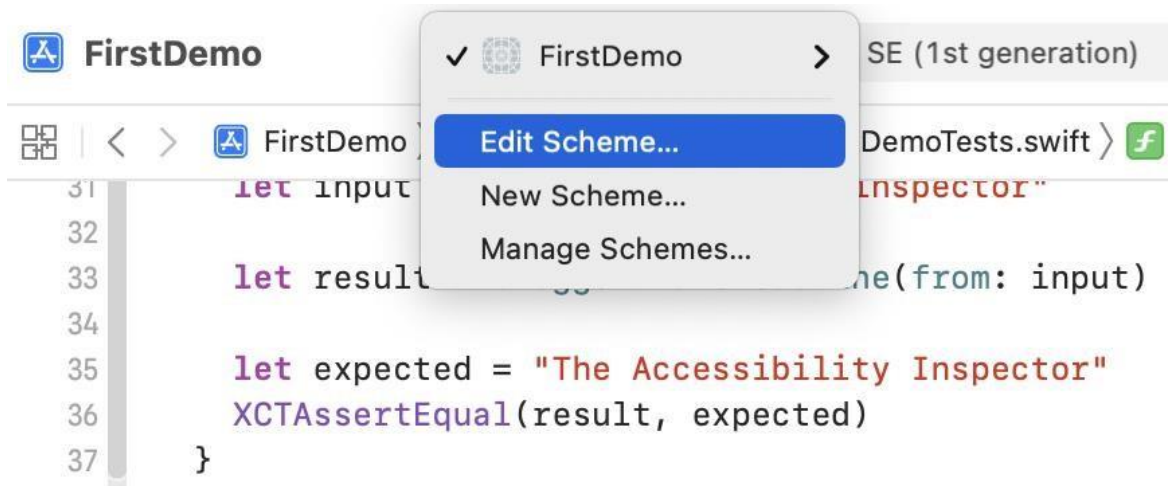 FirstDemo
✓ FirstDemo >
SE (1st generation)
FirstDemo
DemoTests.swift
Edit Scheme...
New Scheme...
Manage Schemes...
31 let input Inspector"
32
33 let result (from: input)
34
35 let expected = "The Accessibility Inspector"
36 XCTAssertEqual(result, expected)
37 }